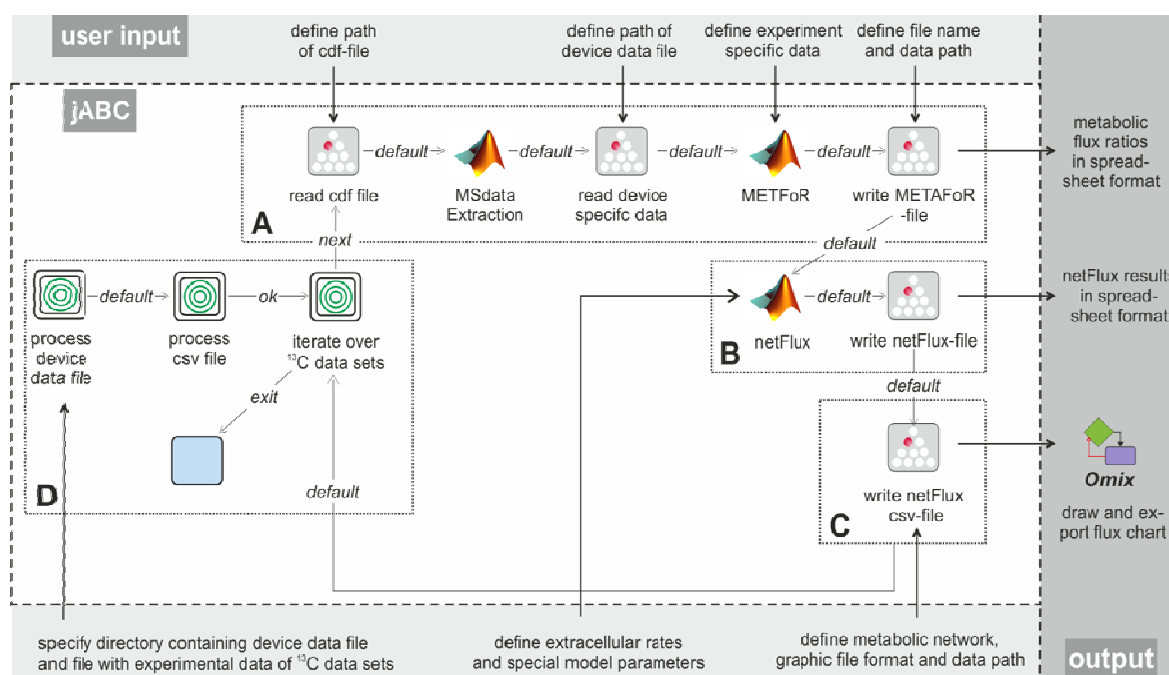 user input
define path
of cdf-file
define path of
device data file
define experiment
specific data
define file name
and data path
jABC
default
default
default
default
read cdf file
MSdata
Extraction
read device
specifc data
METFoR
write METAFoR
-file
A
next
default
metabolic
flux ratios
in spread-
sheet format
default
ok
process
device
data file
process
csv file
iterate over
¹³C data sets
exit
D
default
default
netFlux
write netFlux-file
B
default
netFlux results
in spread-
sheet format
write netFlux
csv-file
C
Omix
draw and ex-
port flux chart
specify directory containing device data file
and file with experimental data of ¹³C data sets
define extracellular rates
and special model parameters
define metabolic network,
graphic file format and data path
output